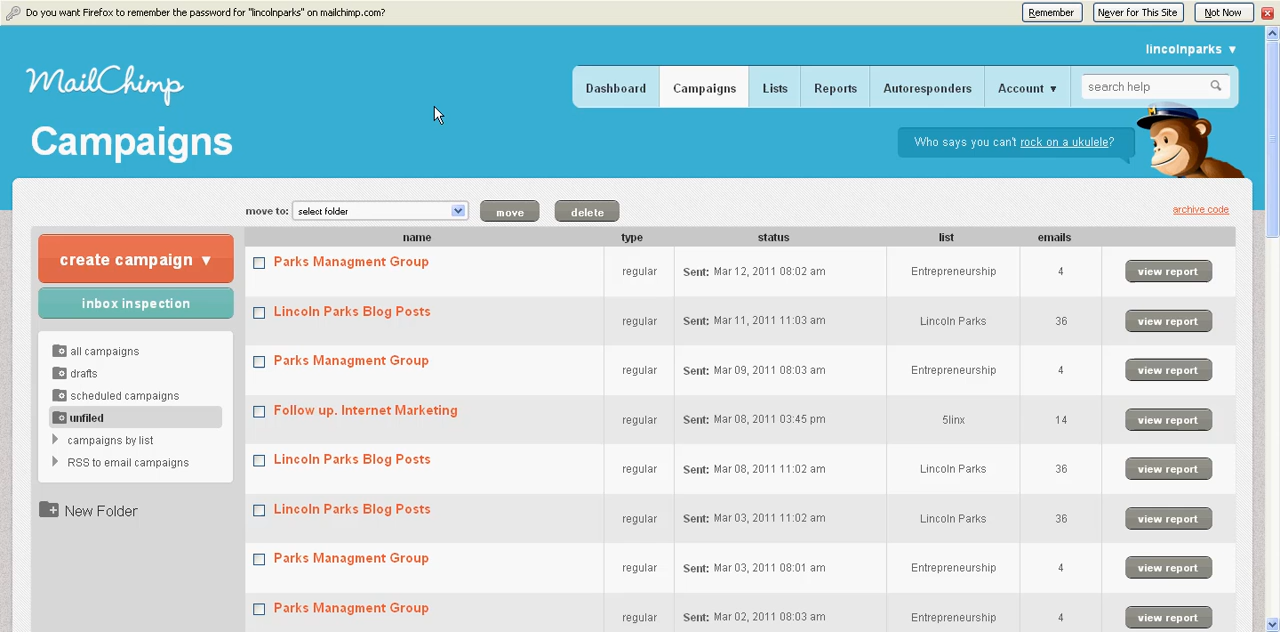 Do you want Firefox to remember the password for "lincolnparks" on mailchimp.com? Remember Never for This Site Not Now
lincolnparks ▼
MailChimp
Dashboard Campaigns Lists Reports Autoresponders Account ▼ search help
Campaigns
Who says you can't rock on a ukulele?
move to: select folder move delete archive code
name type status list emails
create campaign ▼
inbox inspection
all campaigns
drafts
scheduled campaigns
unfiled
campaigns by list
RSS to email campaigns
New Folder
Parks Managment Group regular Sent: Mar 12, 2011 08:02 am Entrepreneurship 4 view report
Lincoln Parks Blog Posts regular Sent: Mar 11, 2011 11:03 am Lincoln Parks 36 view report
Parks Managment Group regular Sent: Mar 09, 2011 08:03 am Entrepreneurship 4 view report
Follow up. Internet Marketing regular Sent: Mar 08, 2011 03:45 pm 5linx 14 view report
Lincoln Parks Blog Posts regular Sent: Mar 08, 2011 11:02 am Lincoln Parks 36 view report
Lincoln Parks Blog Posts regular Sent: Mar 03, 2011 11:02 am Lincoln Parks 36 view report
Parks Managment Group regular Sent: Mar 03, 2011 08:01 am Entrepreneurship 4 view report
Parks Managment Group regular Sent: Mar 02, 2011 08:03 am Entrepreneurship 4 view report